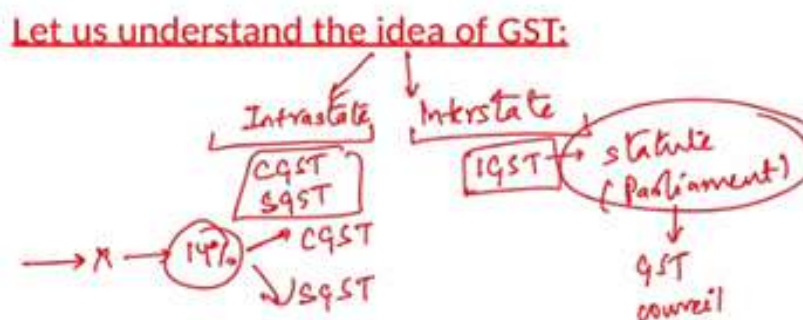 Let us understand the idea of GST:
Intrastate Interstate
CGST
SGST
IGST → statute
(Parliament)
→ x → 14% → CGST
SGST
GST
council